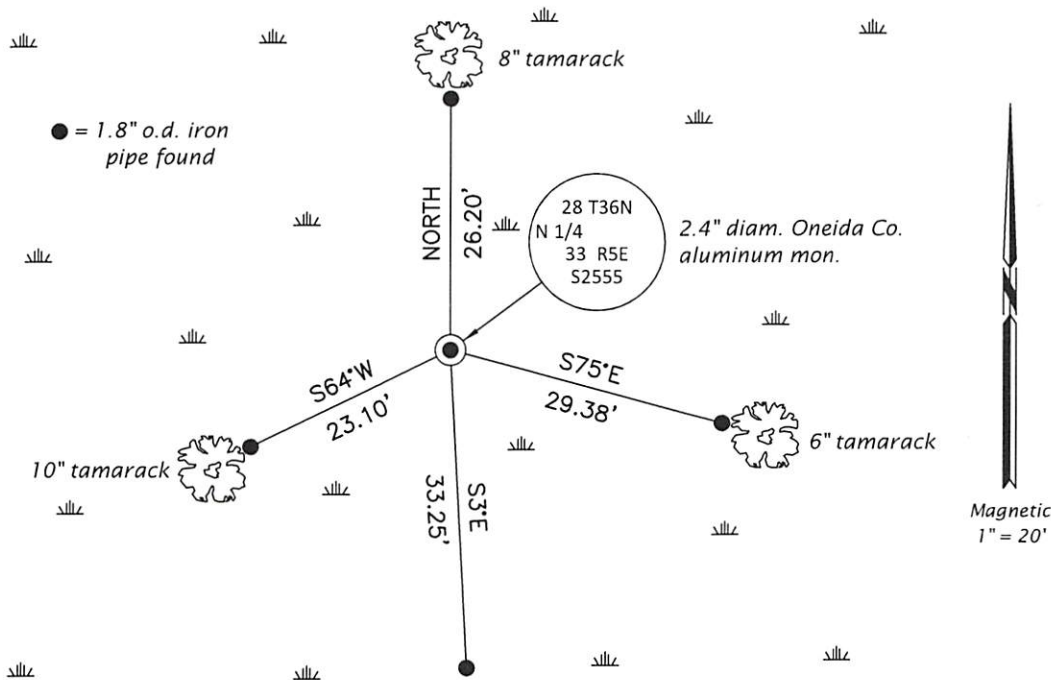 8" tamarack
= 1.8" o.d. iron
pipe found
NORTH
26.20'
28 T36N
N 1/4
33 R5E
S2555
2.4" diam. Oneida Co.
aluminum mon.
N
S64°W
23.10'
S75°E
29.38'
10" tamarack
6" tamarack
S3°E
33.25'
Magnetic
1" = 20'